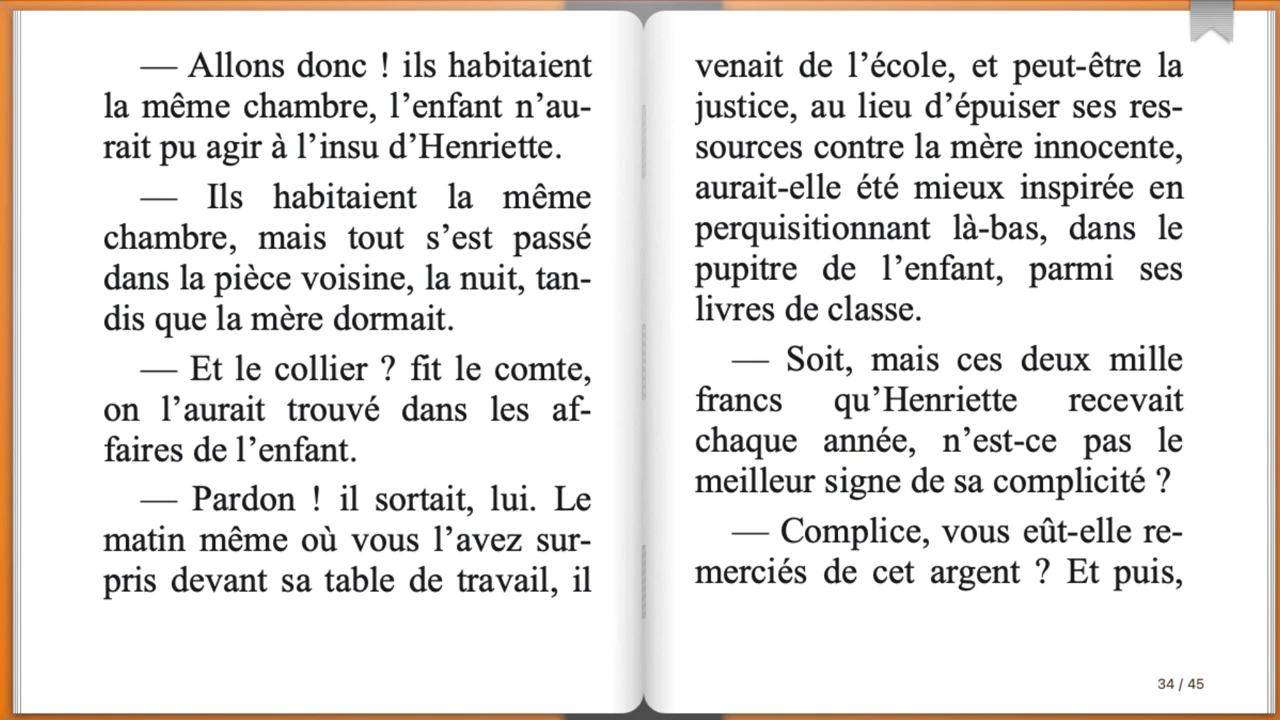 — Allons donc ! ils habitaient
la même chambre, l’enfant n’au-
rait pu agir à l’insu d’Henriette.
— Ils habitaient la même
chambre, mais tout s’est passé
dans la pièce voisine, la nuit, tan-
dis que la mère dormait.
— Et le collier ? fit le comte,
on l’aurait trouvé dans les af-
faires de l’enfant.
— Pardon ! il sortait, lui. Le
matin même où vous l’avez sur-
pris devant sa table de travail, il
venait de l’école, et peut-être la
justice, au lieu d’épuiser ses res-
sources contre la mère innocente,
aurait-elle été mieux inspirée en
perquisitionnant là-bas, dans le
pupitre de l’enfant, parmi ses
livres de classe.
— Soit, mais ces deux mille
francs qu’Henriette recevait
chaque année, n’est-ce pas le
meilleur signe de sa complicité ?
— Complice, vous eût-elle re-
merciés de cet argent ? Et puis,
34 / 45